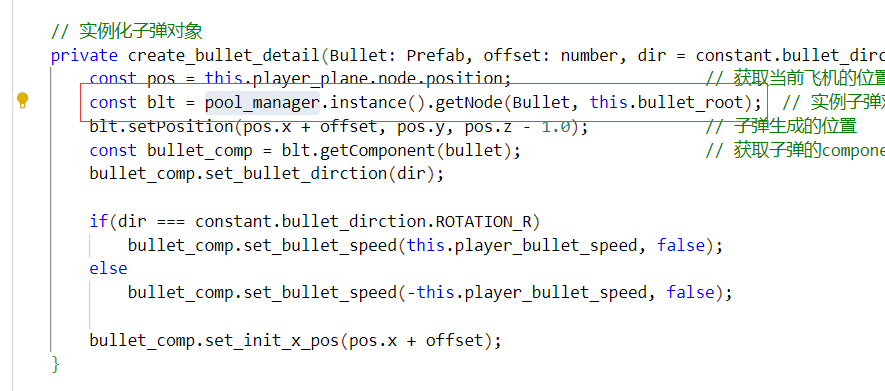 // 实例化子弹对象
private create_bullet_detail(Bullet: Prefab, offset: number, dir = constant.bullet_dirc
const pos = this.player_plane.node.position; // 获取当前飞机的位置
const blt = pool_manager.instance().getNode(Bullet, this.bullet_root); // 实例子弹
blt.setPosition(pos.x + offset, pos.y, pos.z - 1.0); // 子弹生成的位置
const bullet_comp = blt.getComponent(bullet); // 获取子弹的compone
bullet_comp.set_bullet_dirction(dir);
if(dir === constant.bullet_dirction.ROTATION_R)
bullet_comp.set_bullet_speed(this.player_bullet_speed, false);
else
bullet_comp.set_bullet_speed(-this.player_bullet_speed, false);
bullet_comp.set_init_x_pos(pos.x + offset);
}